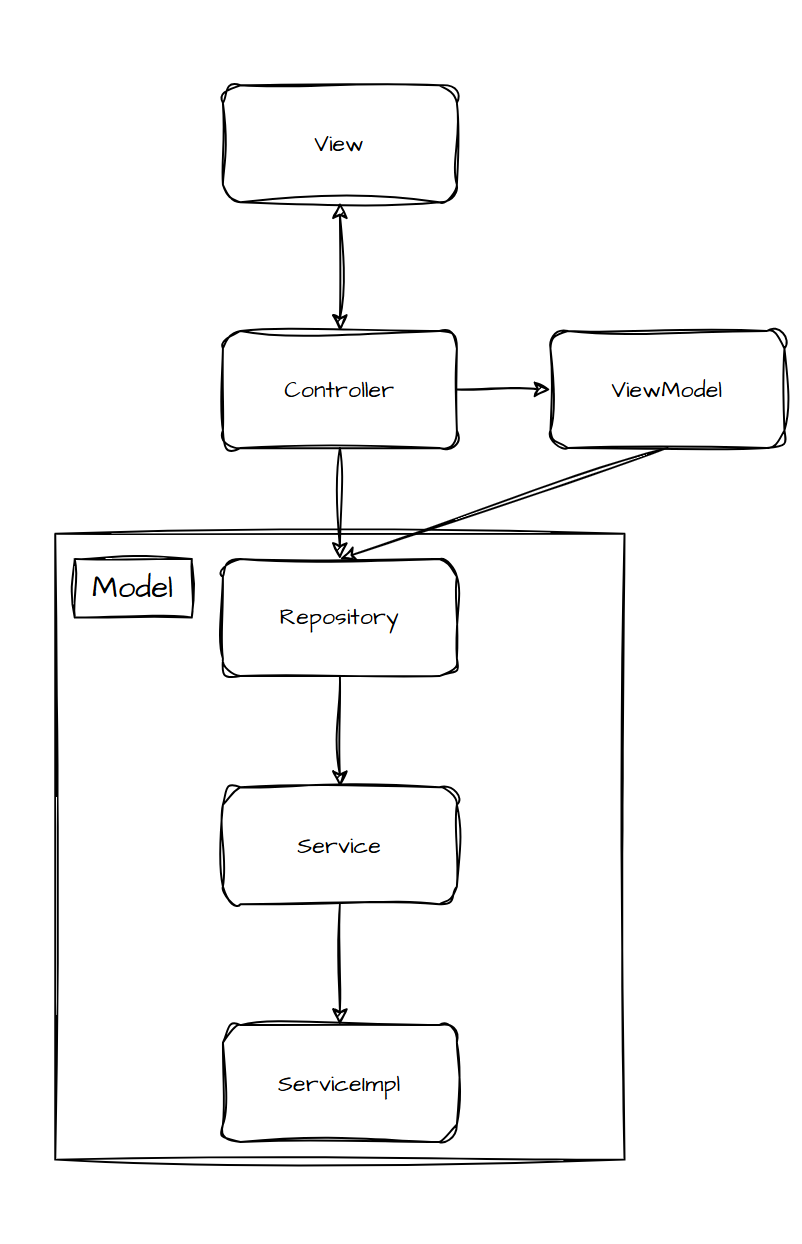 View
Controller
ViewModel
Model
Repository
Service
ServiceImpl